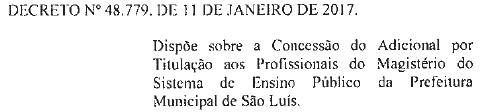 DECRETO Nº 48.779, DE 11 DE JANEIRO DE 2017.
Dispõe sobre a Concessão do Adicional por
Titulação aos Profissionais do Magistério do
Sistema de Ensino Público da Prefeitura
Municipal de São Luís.